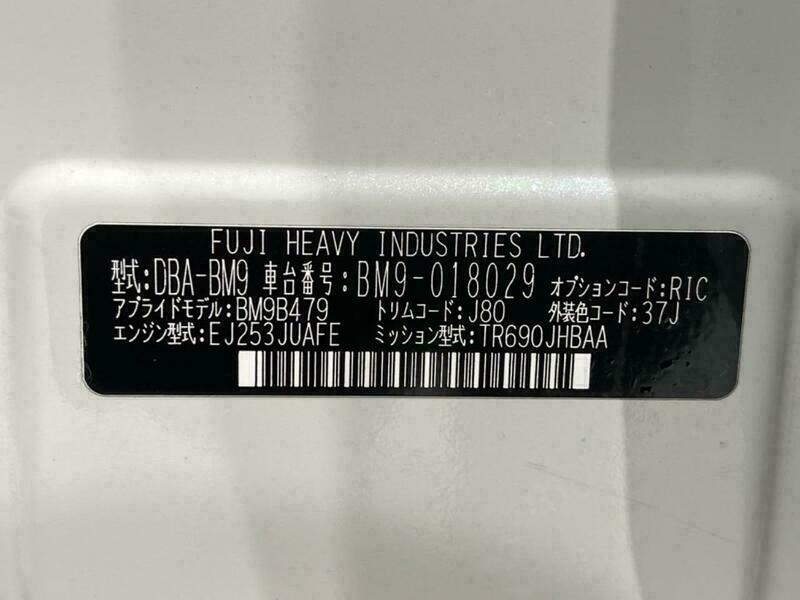 FUJI HEAVY INDUSTRIES LTD.
型式:DBA-BM9 車台番号:BM9-018029 オプションコード:RIC
アプライドモデル:BM9B479 トリムコード:J80 外装色コード:37J
エンジン型式:EJ253JUAFE ミッション型式:TR690JHBAA